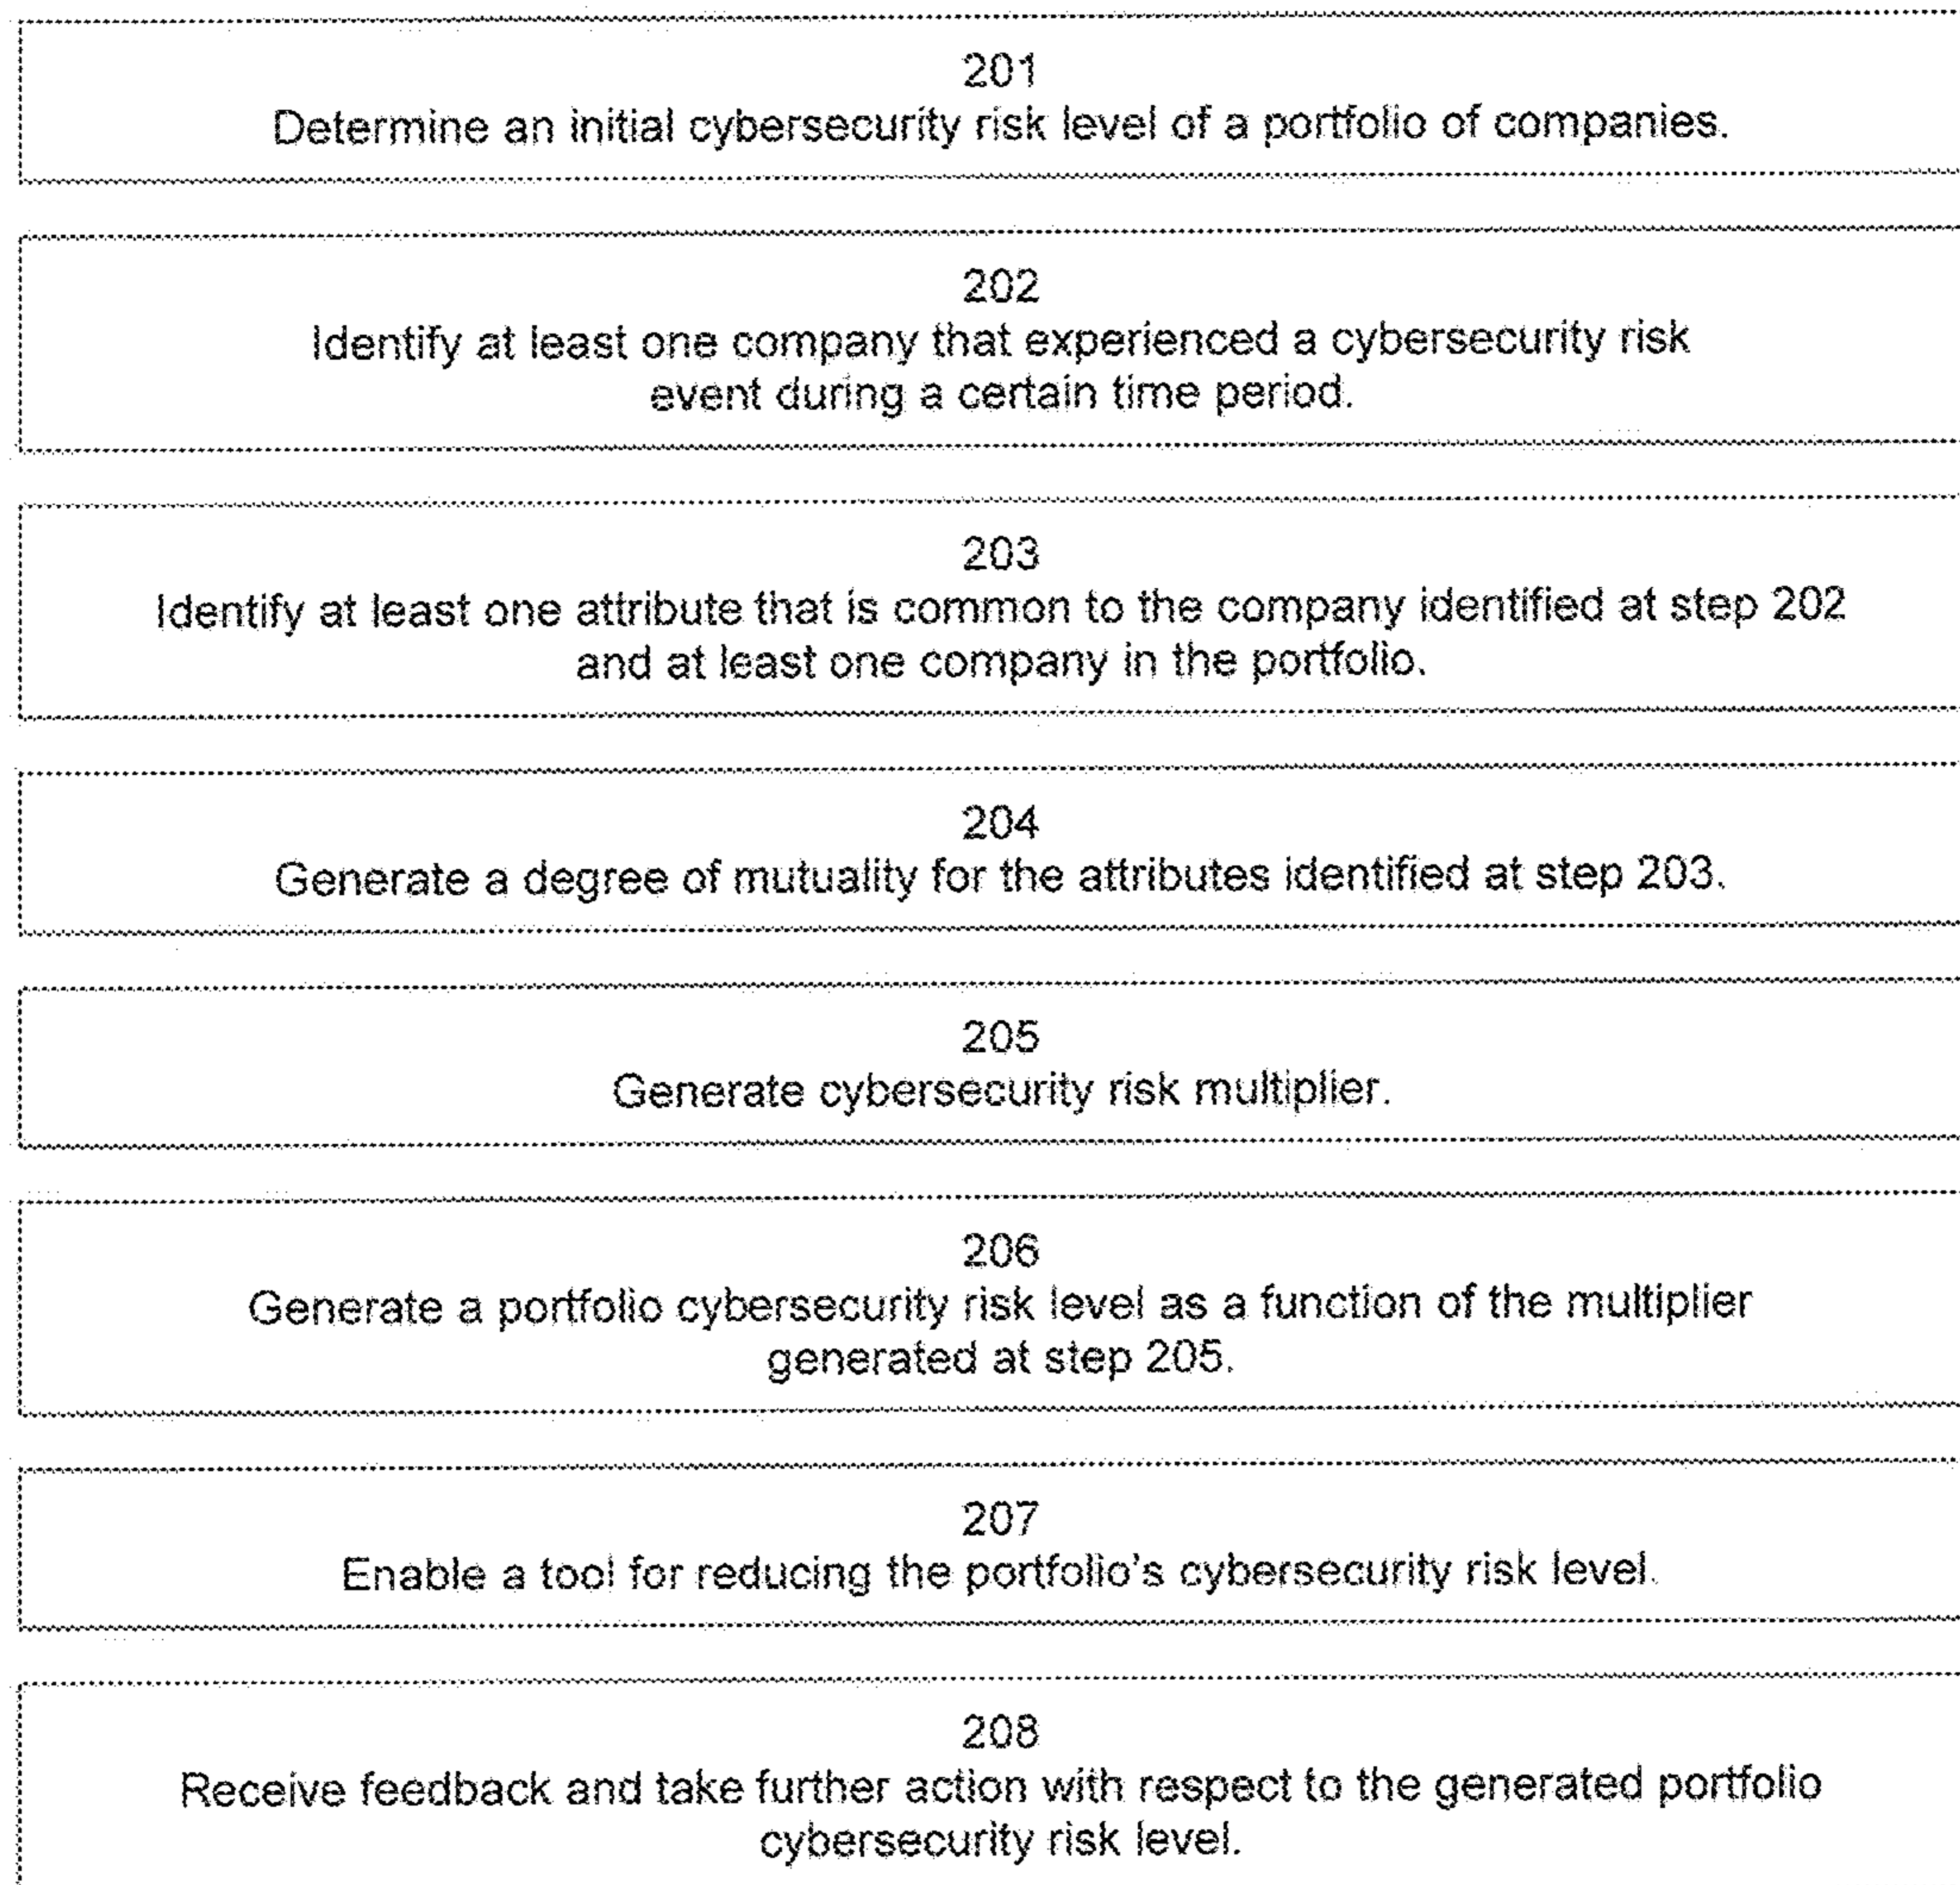 201
Determine an initial cybersecurity risk level of a portfolio of companies.
202
Identify at least one company that experienced a cybersecurity risk
event during a certain time period.
203
Identify at least one attribute that is common to the company identified at step 202
and at least one company in the portfolio.
204
Generate a degree of mutuality for the attributes identified at step 203.
205
Generate cybersecurity risk multiplier.
206
Generate a portfolio cybersecurity risk level as a function of the multiplier
generated at step 205.
207
Enable a tool for reducing the portfolio's cybersecurity risk level.
208
Receive feedback and take further action with respect to the generated portfolio
cybersecurity risk level.